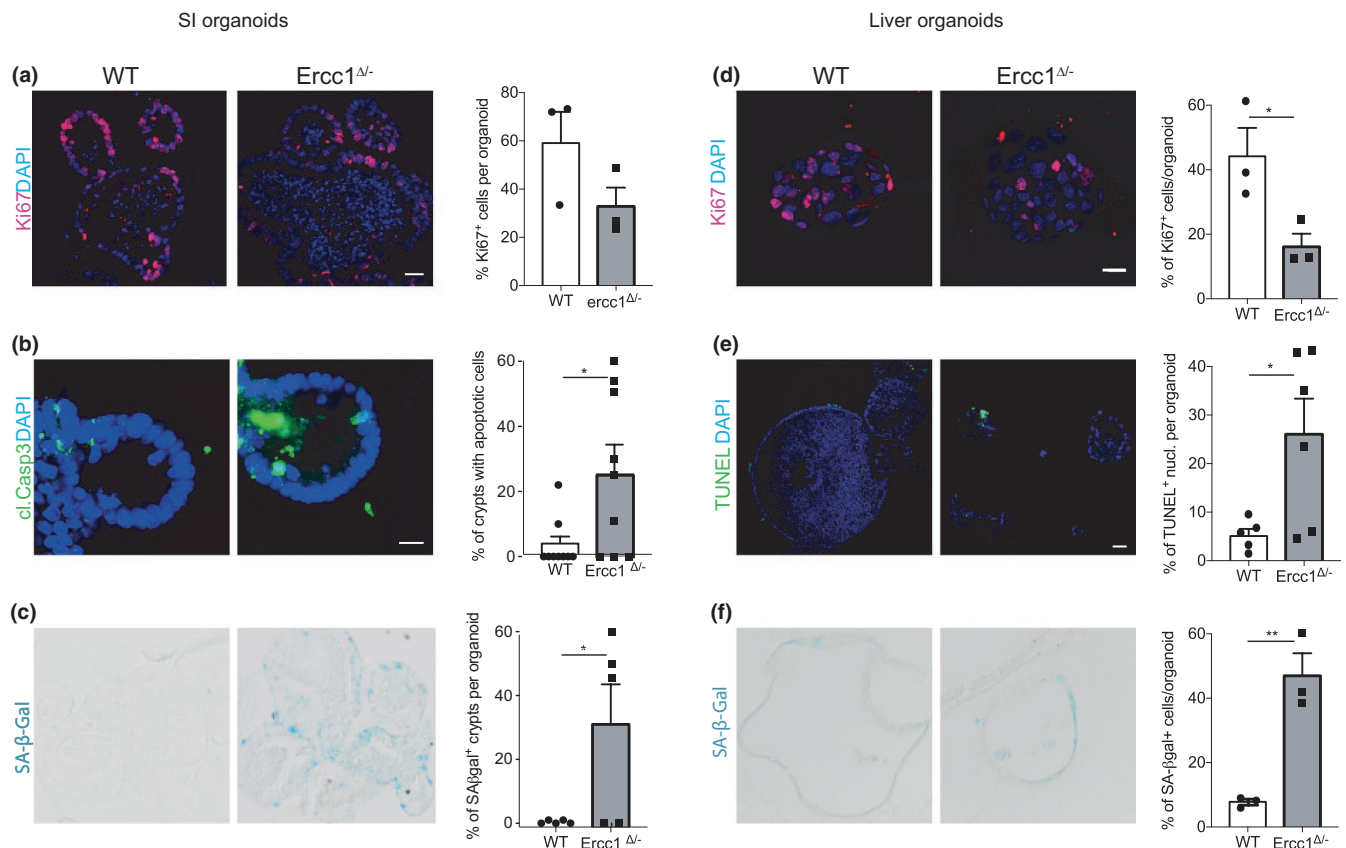 SI organoids
Liver organoids
(a)
WT
Ercc1Δ/-
Ki67DAPI
% Ki67+ cells per organoid
80
60
40
20
0
WT
ercc1Δ/-
(b)
cl.Casp3DAPI
% of crypts with apoptotic cells
60
40
20
0
*
WT
Ercc1 Δ/-
(c)
SA-β-Gal
% of SAβgal+ crypts per organoid
60
40
20
0
*
WT
Ercc1Δ/-
(d)
WT
Ercc1Δ/-
Ki67 DAPI
% of Ki67+ cells/organoid
60
40
20
0
*
WT
Ercc1Δ/-
(e)
TUNEL DAPI
% of TUNEL+ nucl. per organoid
40
30
20
10
0
*
WT
Ercc1Δ/-
(f)
SA-β-Gal
% of SA-βgal+ cells/organoid
60
40
20
0
**
WT
Ercc1Δ/-